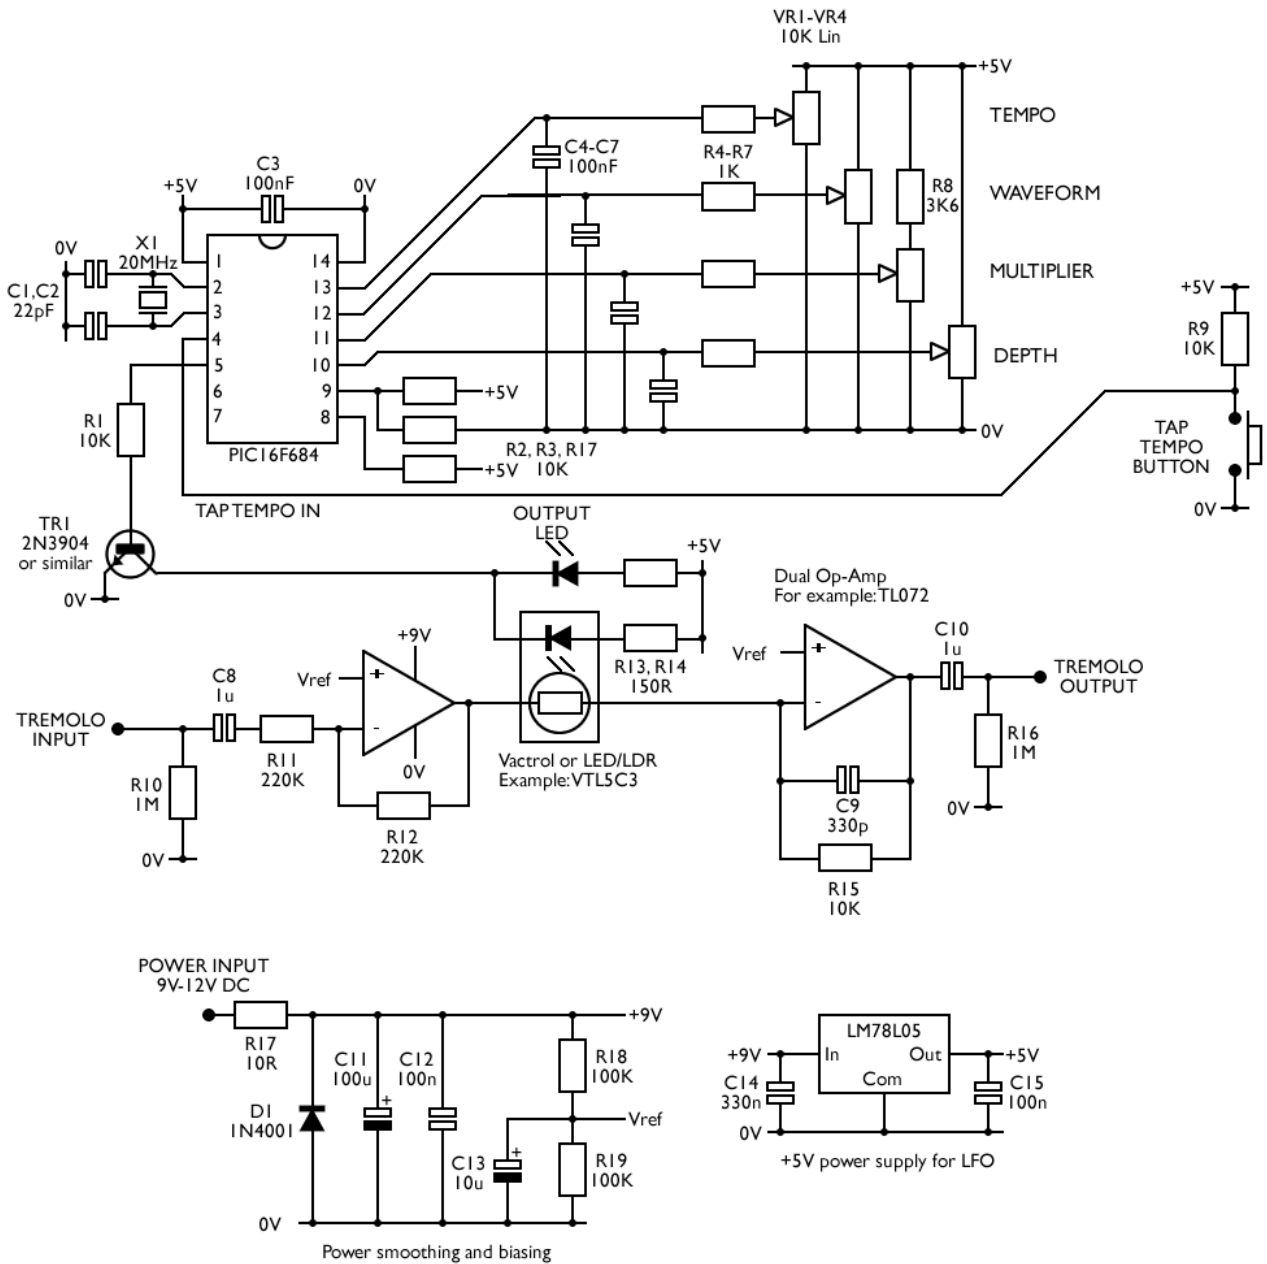 VR1-VR4
10K Lin
+5V
TEMPO
C4-C7
100nF
R4-R7
1K
C3
100nF
+5V
0V
R8
3K6
WAVEFORM
0V
X1
20MHz
C1,C2
22pF
MULTIPLIER
+5V
R9
10K
DEPTH
1
2
3
4
5
6
7
14
13
12
11
10
9
8
PIC16F684
+5V
0V
R2, R3, R17
10K
+5V
R1
10K
TAP
TEMPO
BUTTON
0V
TAP TEMPO IN
TR1
2N3904
or similar
0V
OUTPUT
LED
+5V
Dual Op-Amp
For example: TL072
R13, R14
150R
Vref
+
-
C10
1u
TREMOLO
OUTPUT
R16
1M
0V
+9V
Vref
+
-
0V
C8
1u
TREMOLO
INPUT
R11
220K
R10
1M
0V
R12
220K
Vactrol or LED/LDR
Example: VTL5C3
C9
330p
R15
10K
POWER INPUT
9V-12V DC
R17
10R
+9V
C11
100u
+
C12
100n
R18
100K
D1
1N4001
Vref
C13
10u
+
R19
100K
0V
Power smoothing and biasing
LM78L05
In
Out
Com
+9V
+5V
C14
330n
C15
100n
0V
+5V power supply for LFO